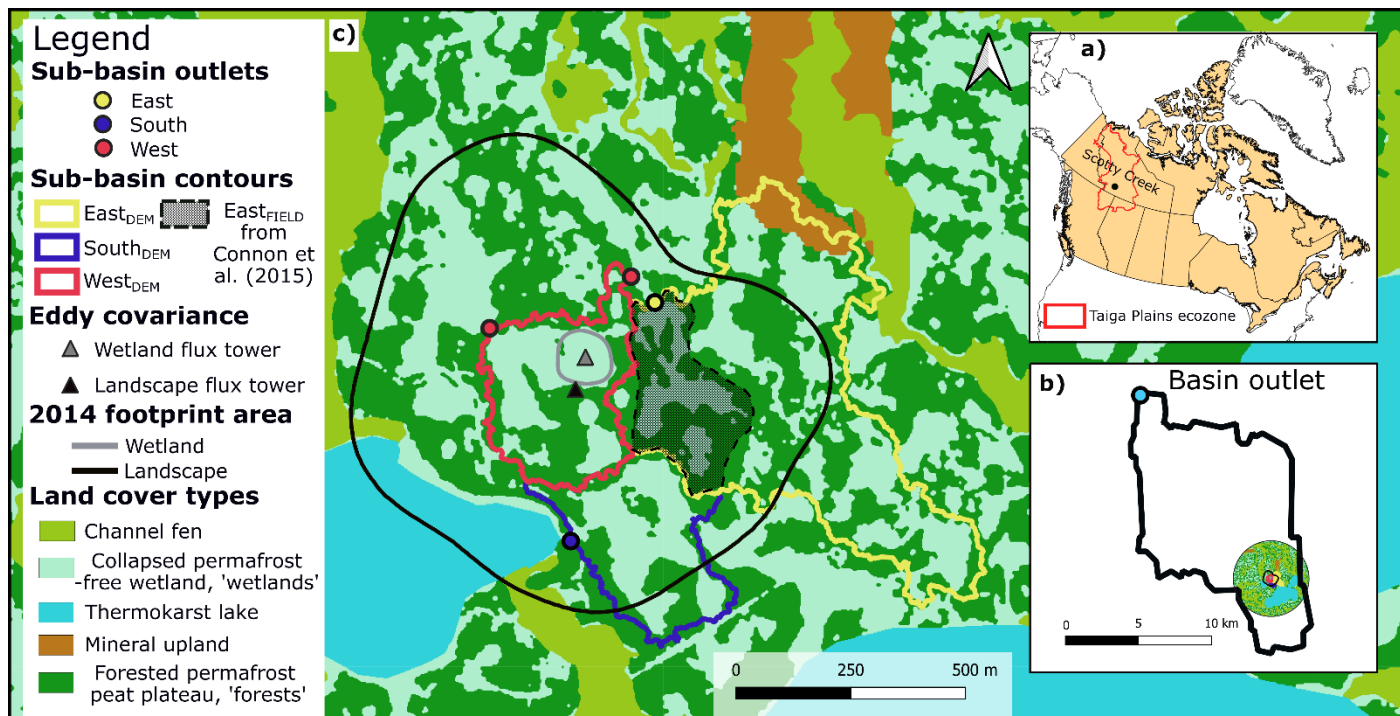 Legend
Sub-basin outlets
East
South
West
Sub-basin contours
EastDEM
SouthDEM
WestDEM
EastFIELD
from
Connon et
al. (2015)
Eddy covariance
Wetland flux tower
Landscape flux tower
2014 footprint area
Wetland
Landscape
Land cover types
Channel fen
Collapsed permafrost
-free wetland, 'wetlands'
Thermokarst lake
Mineral upland
Forested permafrost
peat plateau, 'forests'
c)
0 250 500 m
a)
Scotty Creek
Taiga Plains ecozone
b)
Basin outlet
0 5 10 km